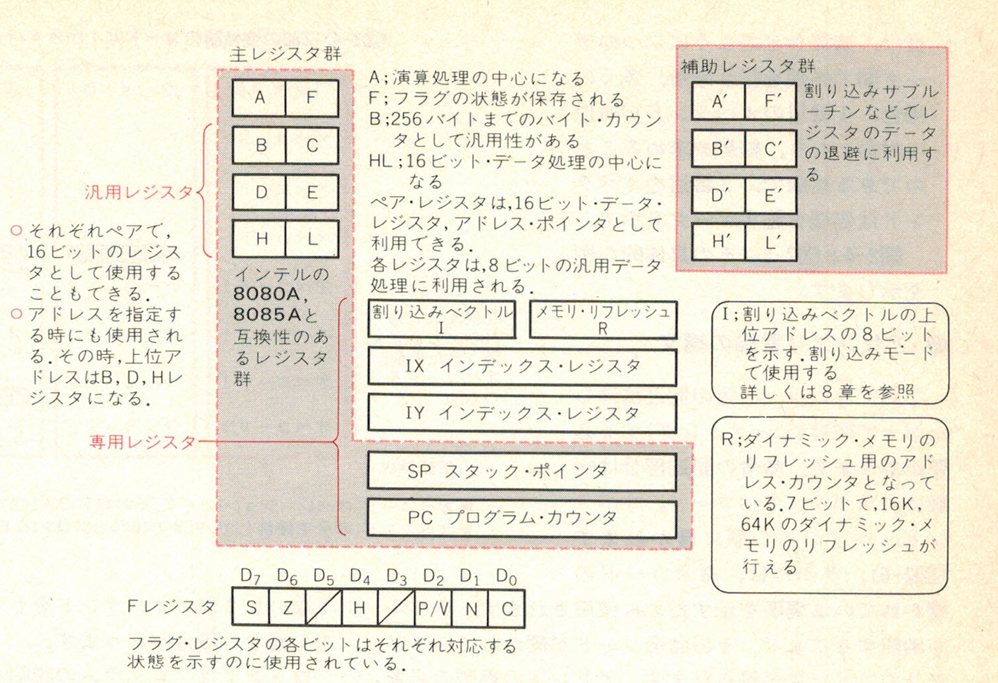 主レジスタ群
A F
B C
D E
H L
汎用レジスタ
○それぞれペアで,
16ビットのレジス
タとして使用する
こともできる.
○アドレスを指定す
る時にも使用され
る.その時,上位ア
ドレスはB, D, Hレ
ジスタになる.
インテルの
8080A,
8085Aと
互換性のあ
るレジスタ
群
専用レジスタ
A;演算処理の中心になる
F;フラグの状態が保存される
B;256バイトまでのバイト・カウン
タとして汎用性がある
HL;16ビット・データ処理の中心に
なる
ペア・レジスタは,16ビット・データ・
レジスタ,アドレス・ポインタとして
利用できる.
各レジスタは,8ビットの汎用データ
処理に利用される.
割り込みベクトル
I
メモリ・リフレッシュ
R
IX インデックス・レジスタ
IY インデックス・レジスタ
SP スタック・ポインタ
PC プログラム・カウンタ
補助レジスタ群
A′ F′
B′ C′
D′ E′
H′ L′
割り込みサブル
ーチンなどでレ
ジスタのデータ
の退避に利用す
る
I;割り込みベクトルの上
位アドレスの8ビット
を示す.割り込みモード
で使用する
詳しくは8章を参照
R;ダイナミック・メモリの
リフレッシュ用のアド
レス・カウンタとなって
いる.7ビットで,16K,
64Kのダイナミック・メ
モリのリフレッシュが
行える
D7 D6 D5 D4 D3 D2 D1 D0
Fレジスタ S Z H P/V N C
フラグ・レジスタの各ビットはそれぞれ対応する
状態を示すのに使用されている.